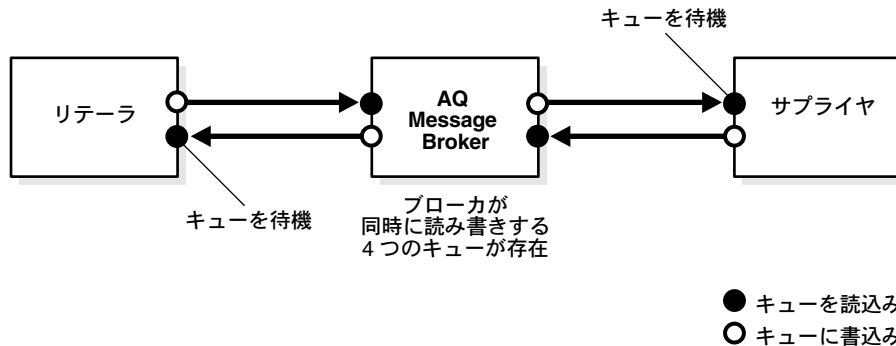 キューを待機
リテーラ
AQ
Message
Broker
サプライヤ
キューを待機
ブローカが
同時に読み書きする
4 つのキューが存在
キューを読込み
キューに書込み